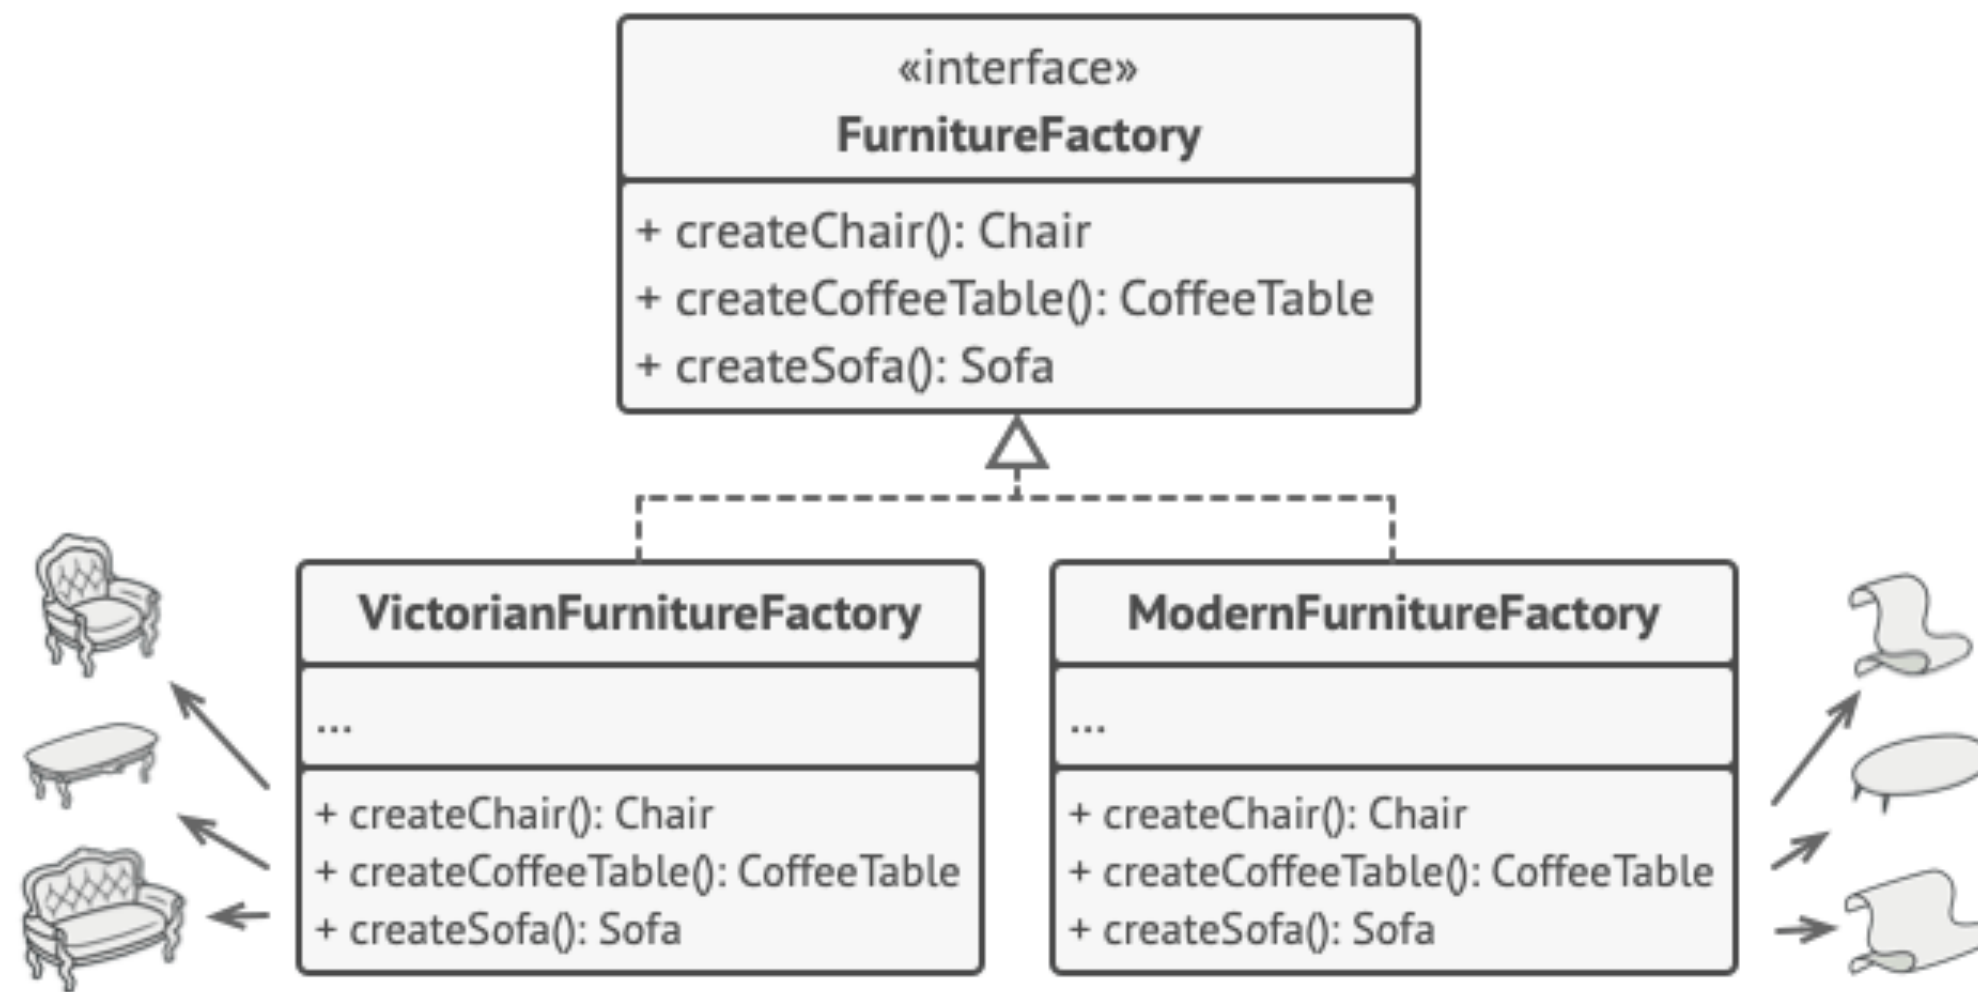 «interface»
FurnitureFactory
+ createChair(): Chair
+ createCoffeeTable(): CoffeeTable
+ createSofa(): Sofa
VictorianFurnitureFactory
...
+ createChair(): Chair
+ createCoffeeTable(): CoffeeTable
+ createSofa(): Sofa
ModernFurnitureFactory
...
+ createChair(): Chair
+ createCoffeeTable(): CoffeeTable
+ createSofa(): Sofa